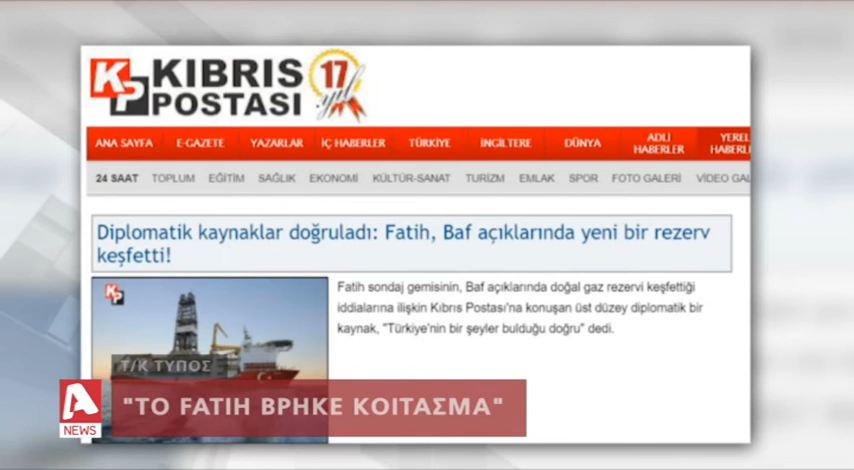 KP KIBRIS POSTASI 17 yıl
ANA SAYFA E-GAZETE YAZARLAR İÇ HABERLER TÜRKİYE İNGİLTERE DÜNYA ADLİ HABERLER YEREL
24 SAAT TOPLUM EĞİTİM SAĞLIK EKONOMİ KÜLTÜR-SANAT TURİZM EMLAK SPOR FOTO GALERİ VİDEO GAL
Diplomatik kaynaklar doğruladı: Fatih, Baf açıklarında yeni bir rezerv
keşfetti!
KP
Fatih sondaj gemisinin, Baf açıklarında doğal gaz rezervi keşfettiği
iddialarına ilişkin Kıbrıs Postası'na konuşan üst düzey diplomatik bir
kaynak, "Türkiye'nin bir şeyler bulduğu doğru" dedi.
Τ/Κ ΤΥΠΟΣ
"ΤΟ FATIH ΒΡΗΚΕ ΚΟΙΤΑΣΜΑ"
A NEWS